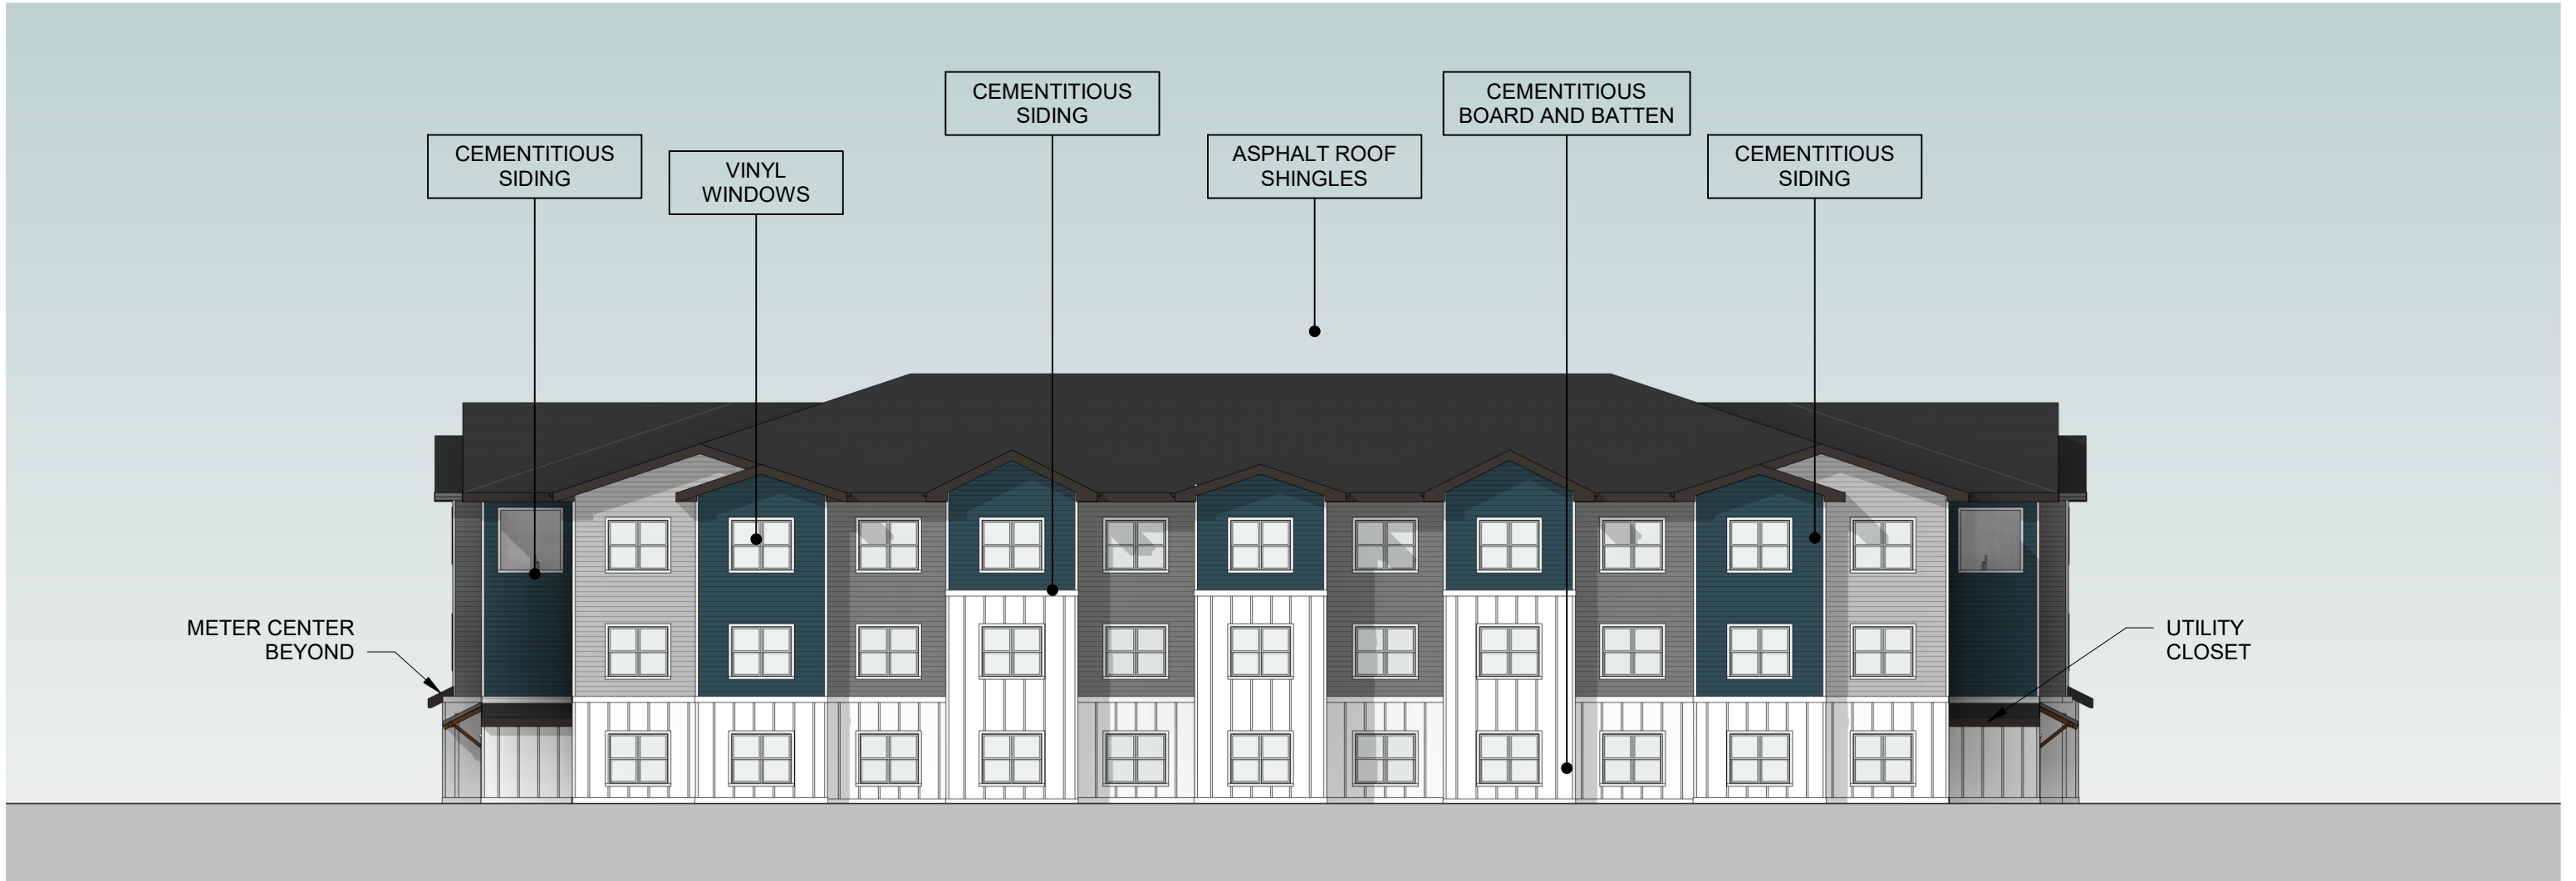 CEMENTITIOUS
SIDING
VINYL
WINDOWS
CEMENTITIOUS
SIDING
ASPHALT ROOF
SHINGLES
CEMENTITIOUS
BOARD AND BATTEN
CEMENTITIOUS
SIDING
METER CENTER
BEYOND
UTILITY
CLOSET